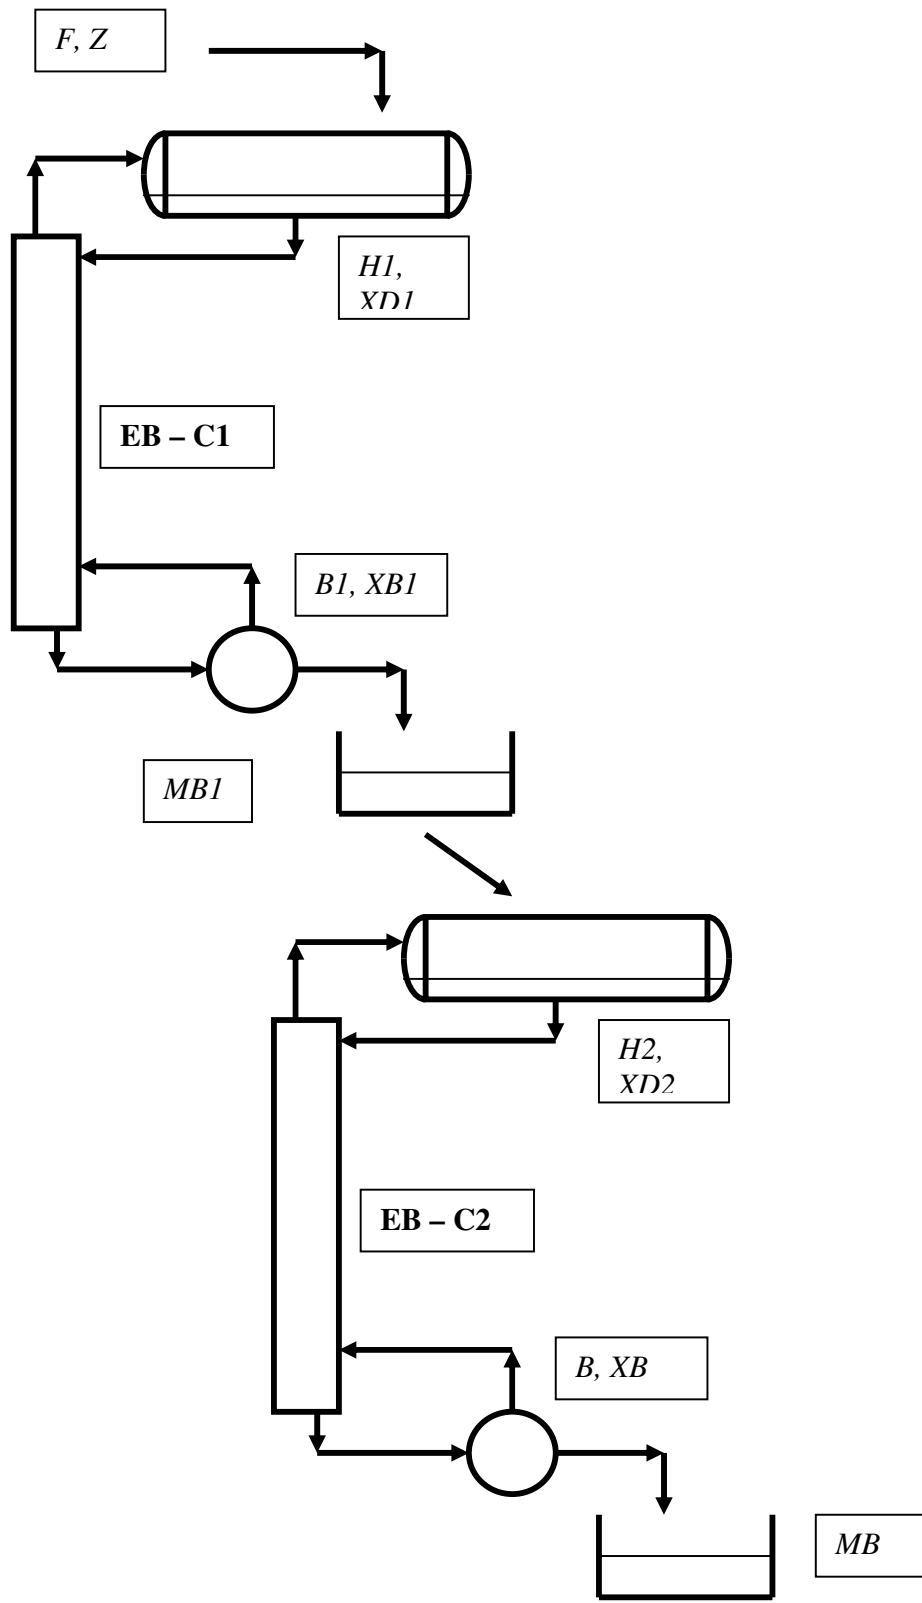 F, Z
H1,
XD1
EB – C1
B1, XB1
MB1
H2,
XD2
EB – C2
B, XB
MB